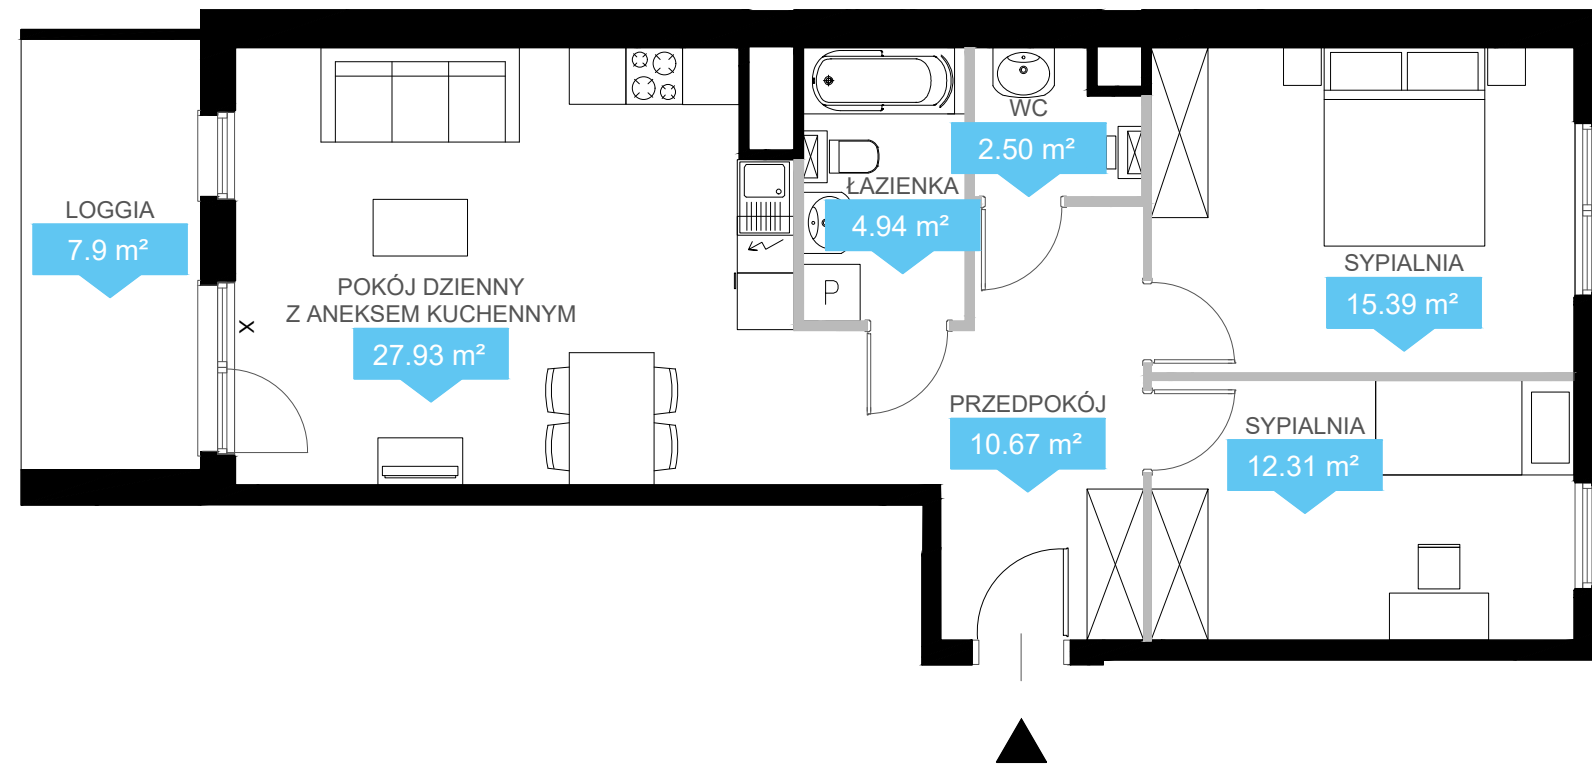 LOGGIA
7.9 m²
POKÓJ DZIENNY
Z ANEKSEM KUCHENNYM
27.93 m²
X
WC
2.50 m²
ŁAZIENKA
4.94 m²
P
PRZEDPOKÓJ
10.67 m²
SYPIALNIA
15.39 m²
SYPIALNIA
12.31 m²